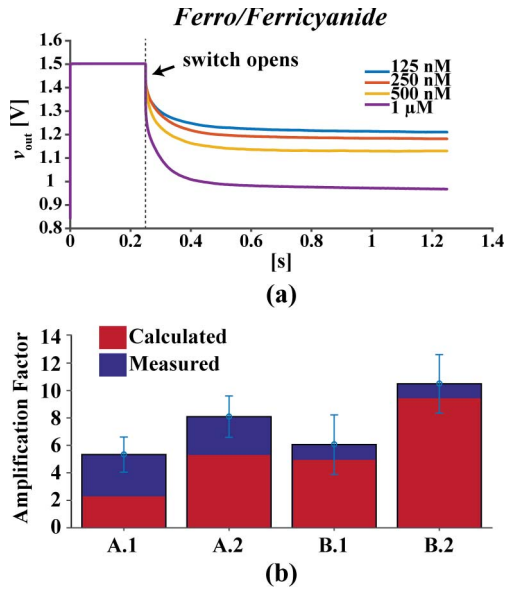 Ferro/Ferricyanide
(a)
1.6
1.5
1.4
1.3
1.2
1.1
1
0.9
0.8
v_out [V]
switch opens
125 nM
250 nM
500 nM
1 µM
0
0.2
0.4
0.6
0.8
1
1.2
1.4
[s]
(a)
14
12
10
8
6
4
2
0
Amplification Factor
Calculated
Measured
A.1
A.2
B.1
B.2
(b)